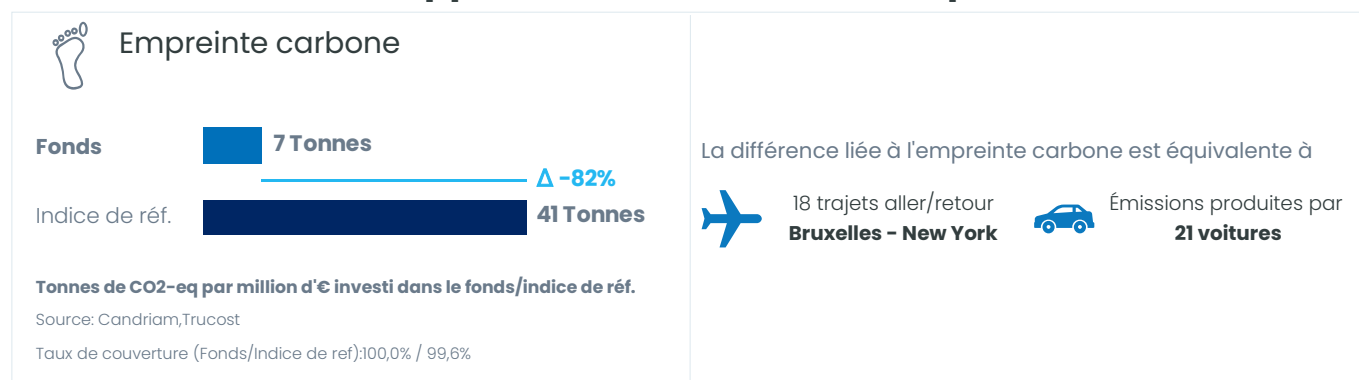 Empreinte carbone
Fonds
7 Tonnes
Δ -82%
Indice de réf.
41 Tonnes
Tonnes de CO2-eq par million d'€ investi dans le fonds/indice de réf.
Source: Candriam,Trucost
Taux de couverture (Fonds/Indice de ref):100,0% / 99,6%
La différence liée à l'empreinte carbone est équivalente à
18 trajets aller/retour
Bruxelles - New York
Émissions produites par
21 voitures